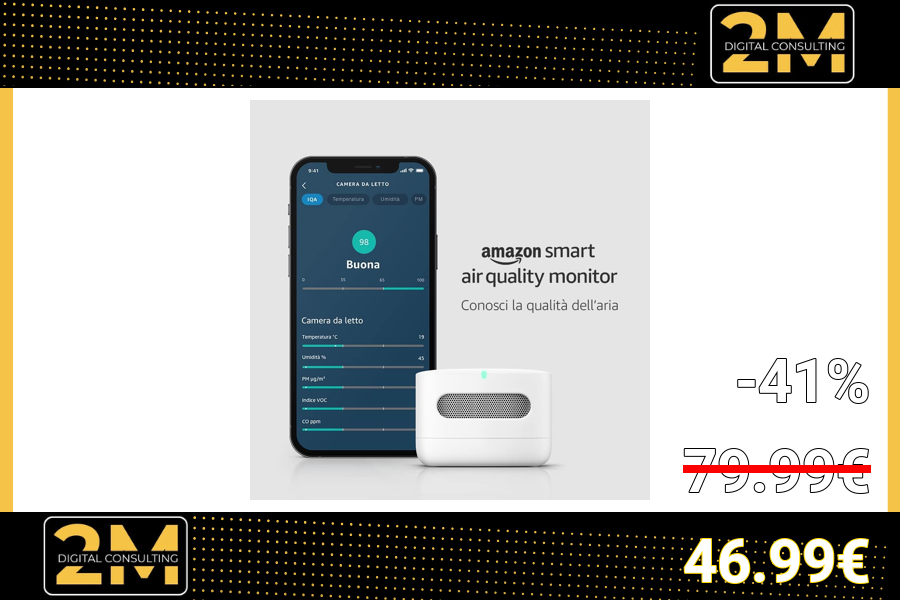 2M
DIGITAL CONSULTING
9:41
CAMERA DA LETTO
IQA Temperatura Umidità PM
98
Buona
0 35 65 100
Camera da letto
Temperatura °C 19
Umidità % 45
PM µg/m³
Indice VOC
CO ppm
amazon smart
air quality monitor
Conosci la qualità dell'aria
-41%
79.99€
2M
DIGITAL CONSULTING
46.99€